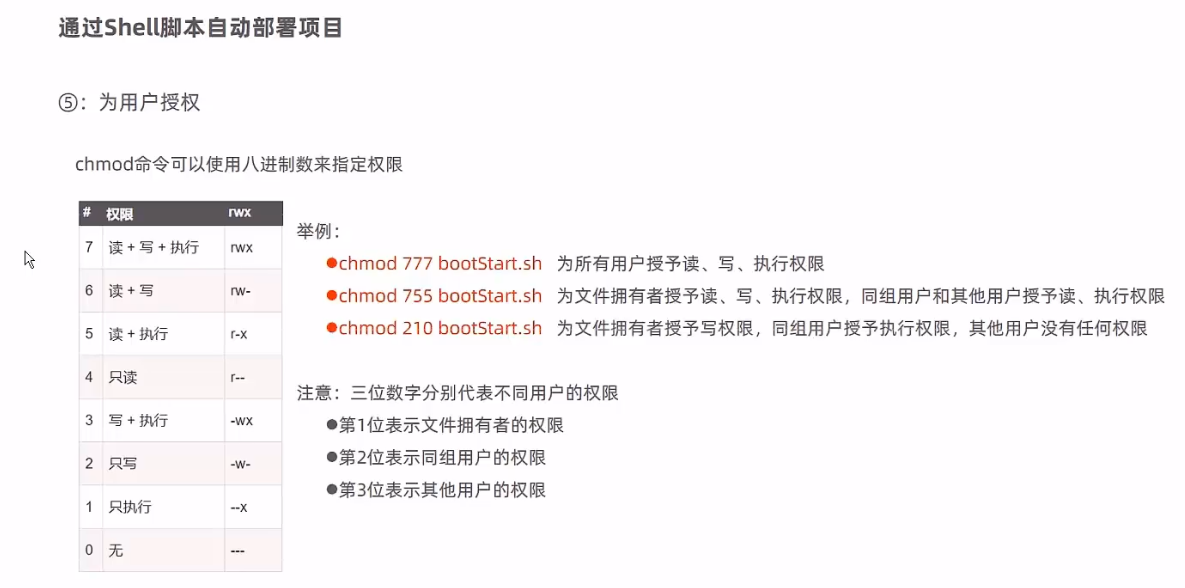 通过Shell脚本自动部署项目
⑤：为用户授权
chmod命令可以使用八进制数来指定权限
# 权限 rwx
7 读 + 写 + 执行 rwx
6 读 + 写 rw-
5 读 + 执行 r-x
4 只读 r--
3 写 + 执行 -wx
2 只写 -w-
1 只执行 --x
0 无 ---
举例：
●chmod 777 bootStart.sh 为所有用户授予读、写、执行权限
●chmod 755 bootStart.sh 为文件拥有者授予读、写、执行权限，同组用户和其他用户授予读、执行权限
●chmod 210 bootStart.sh 为文件拥有者授予写权限，同组用户授予执行权限，其他用户没有任何权限
注意：三位数字分别代表不同用户的权限
●第1位表示文件拥有者的权限
●第2位表示同组用户的权限
●第3位表示其他用户的权限